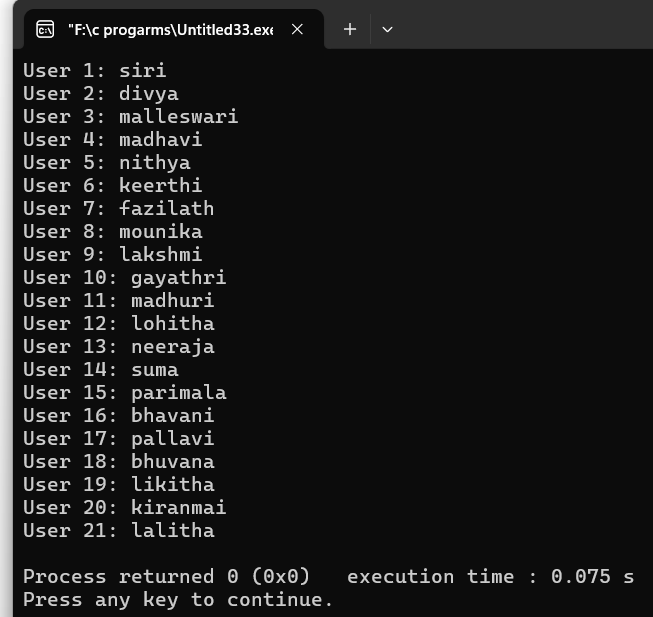 "F:\c progarms\Untitled33.exe
User 1: siri
User 2: divya
User 3: malleswari
User 4: madhavi
User 5: nithya
User 6: keerthi
User 7: fazilath
User 8: mounika
User 9: lakshmi
User 10: gayathri
User 11: madhuri
User 12: lohitha
User 13: neeraja
User 14: suma
User 15: parimala
User 16: bhavani
User 17: pallavi
User 18: bhuvana
User 19: likitha
User 20: kiranmai
User 21: lalitha
Process returned 0 (0x0)   execution time : 0.075 s
Press any key to continue.